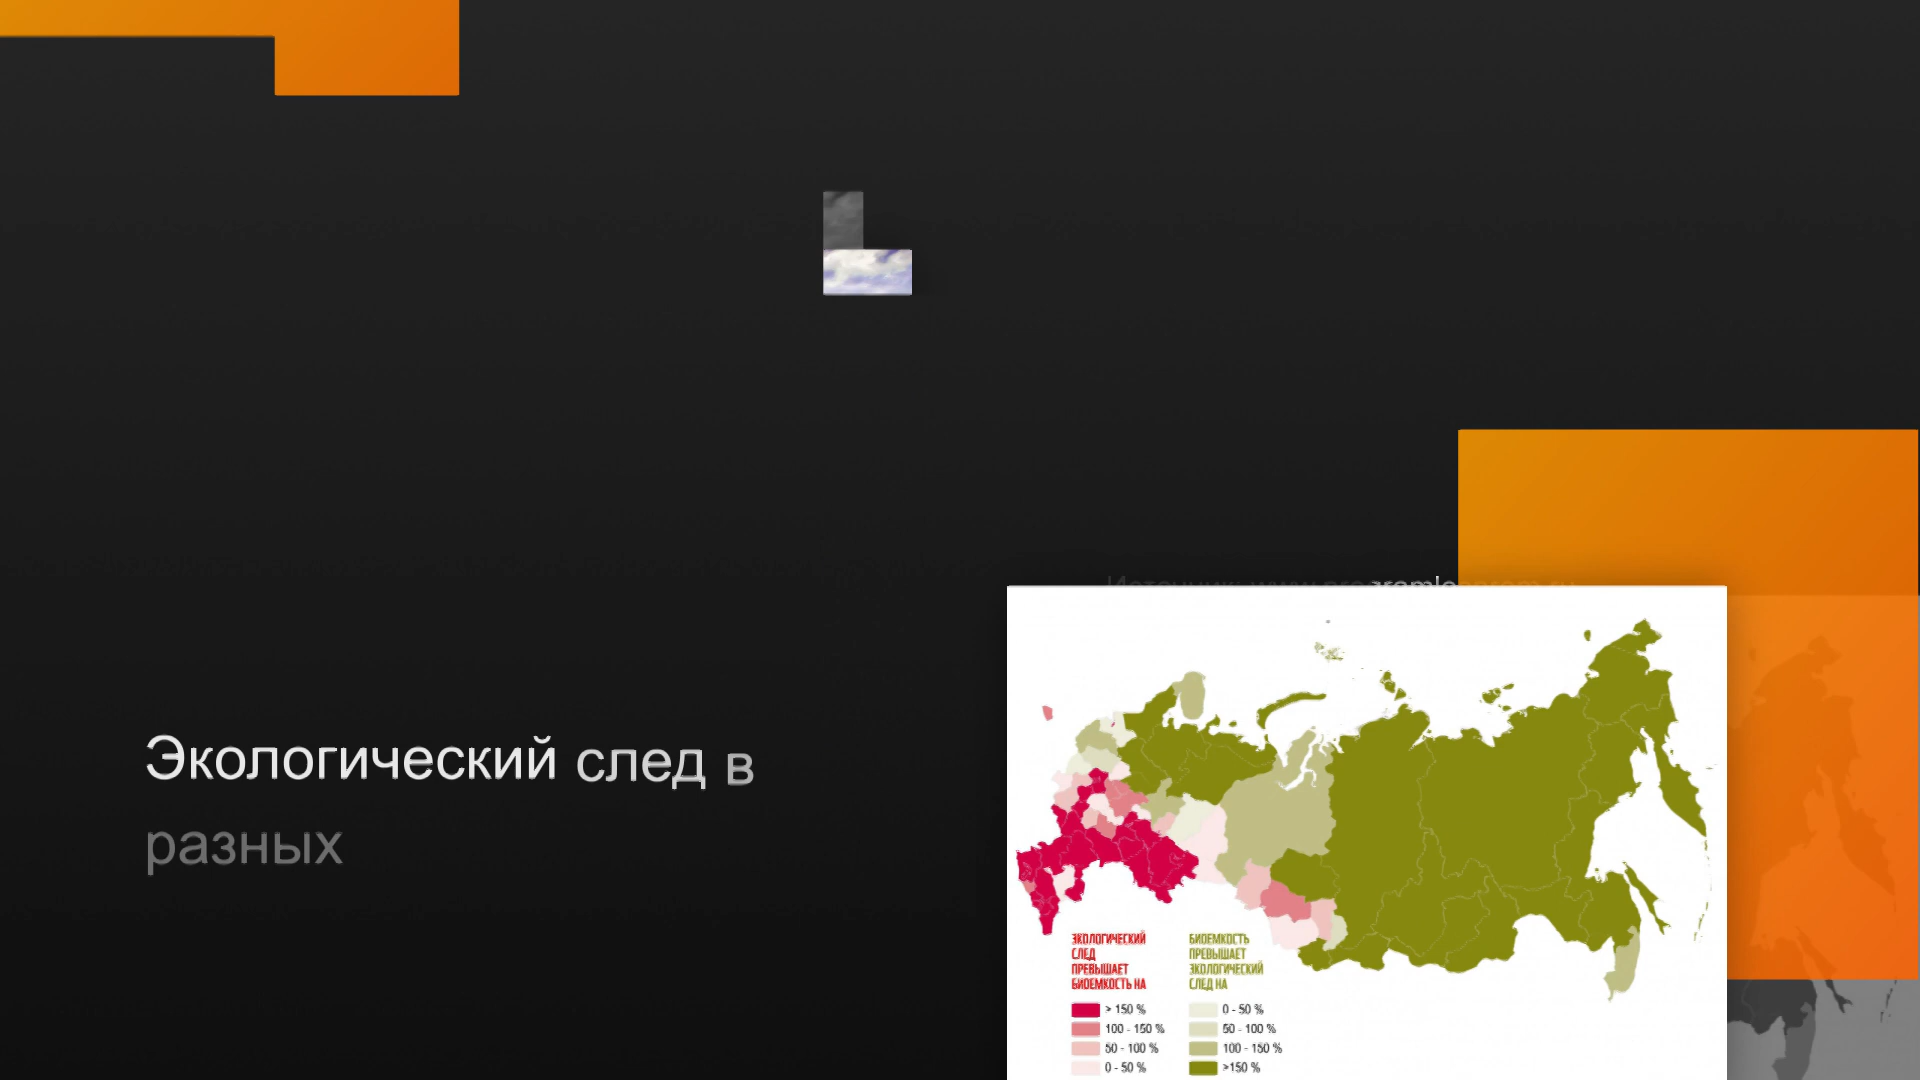 Экологический след в
разных
ЭКОЛОГИЧЕСКИЙ
СЛЕД
ПРЕВЫШАЕТ
БИОЕМКОСТЬ НА
> 150 %
100 - 150 %
50 - 100 %
0 - 50 %
БИОЕМКОСТЬ
ПРЕВЫШАЕТ
ЭКОЛОГИЧЕСКИЙ
СЛЕД НА
0 - 50 %
50 - 100 %
100 - 150 %
>150 %